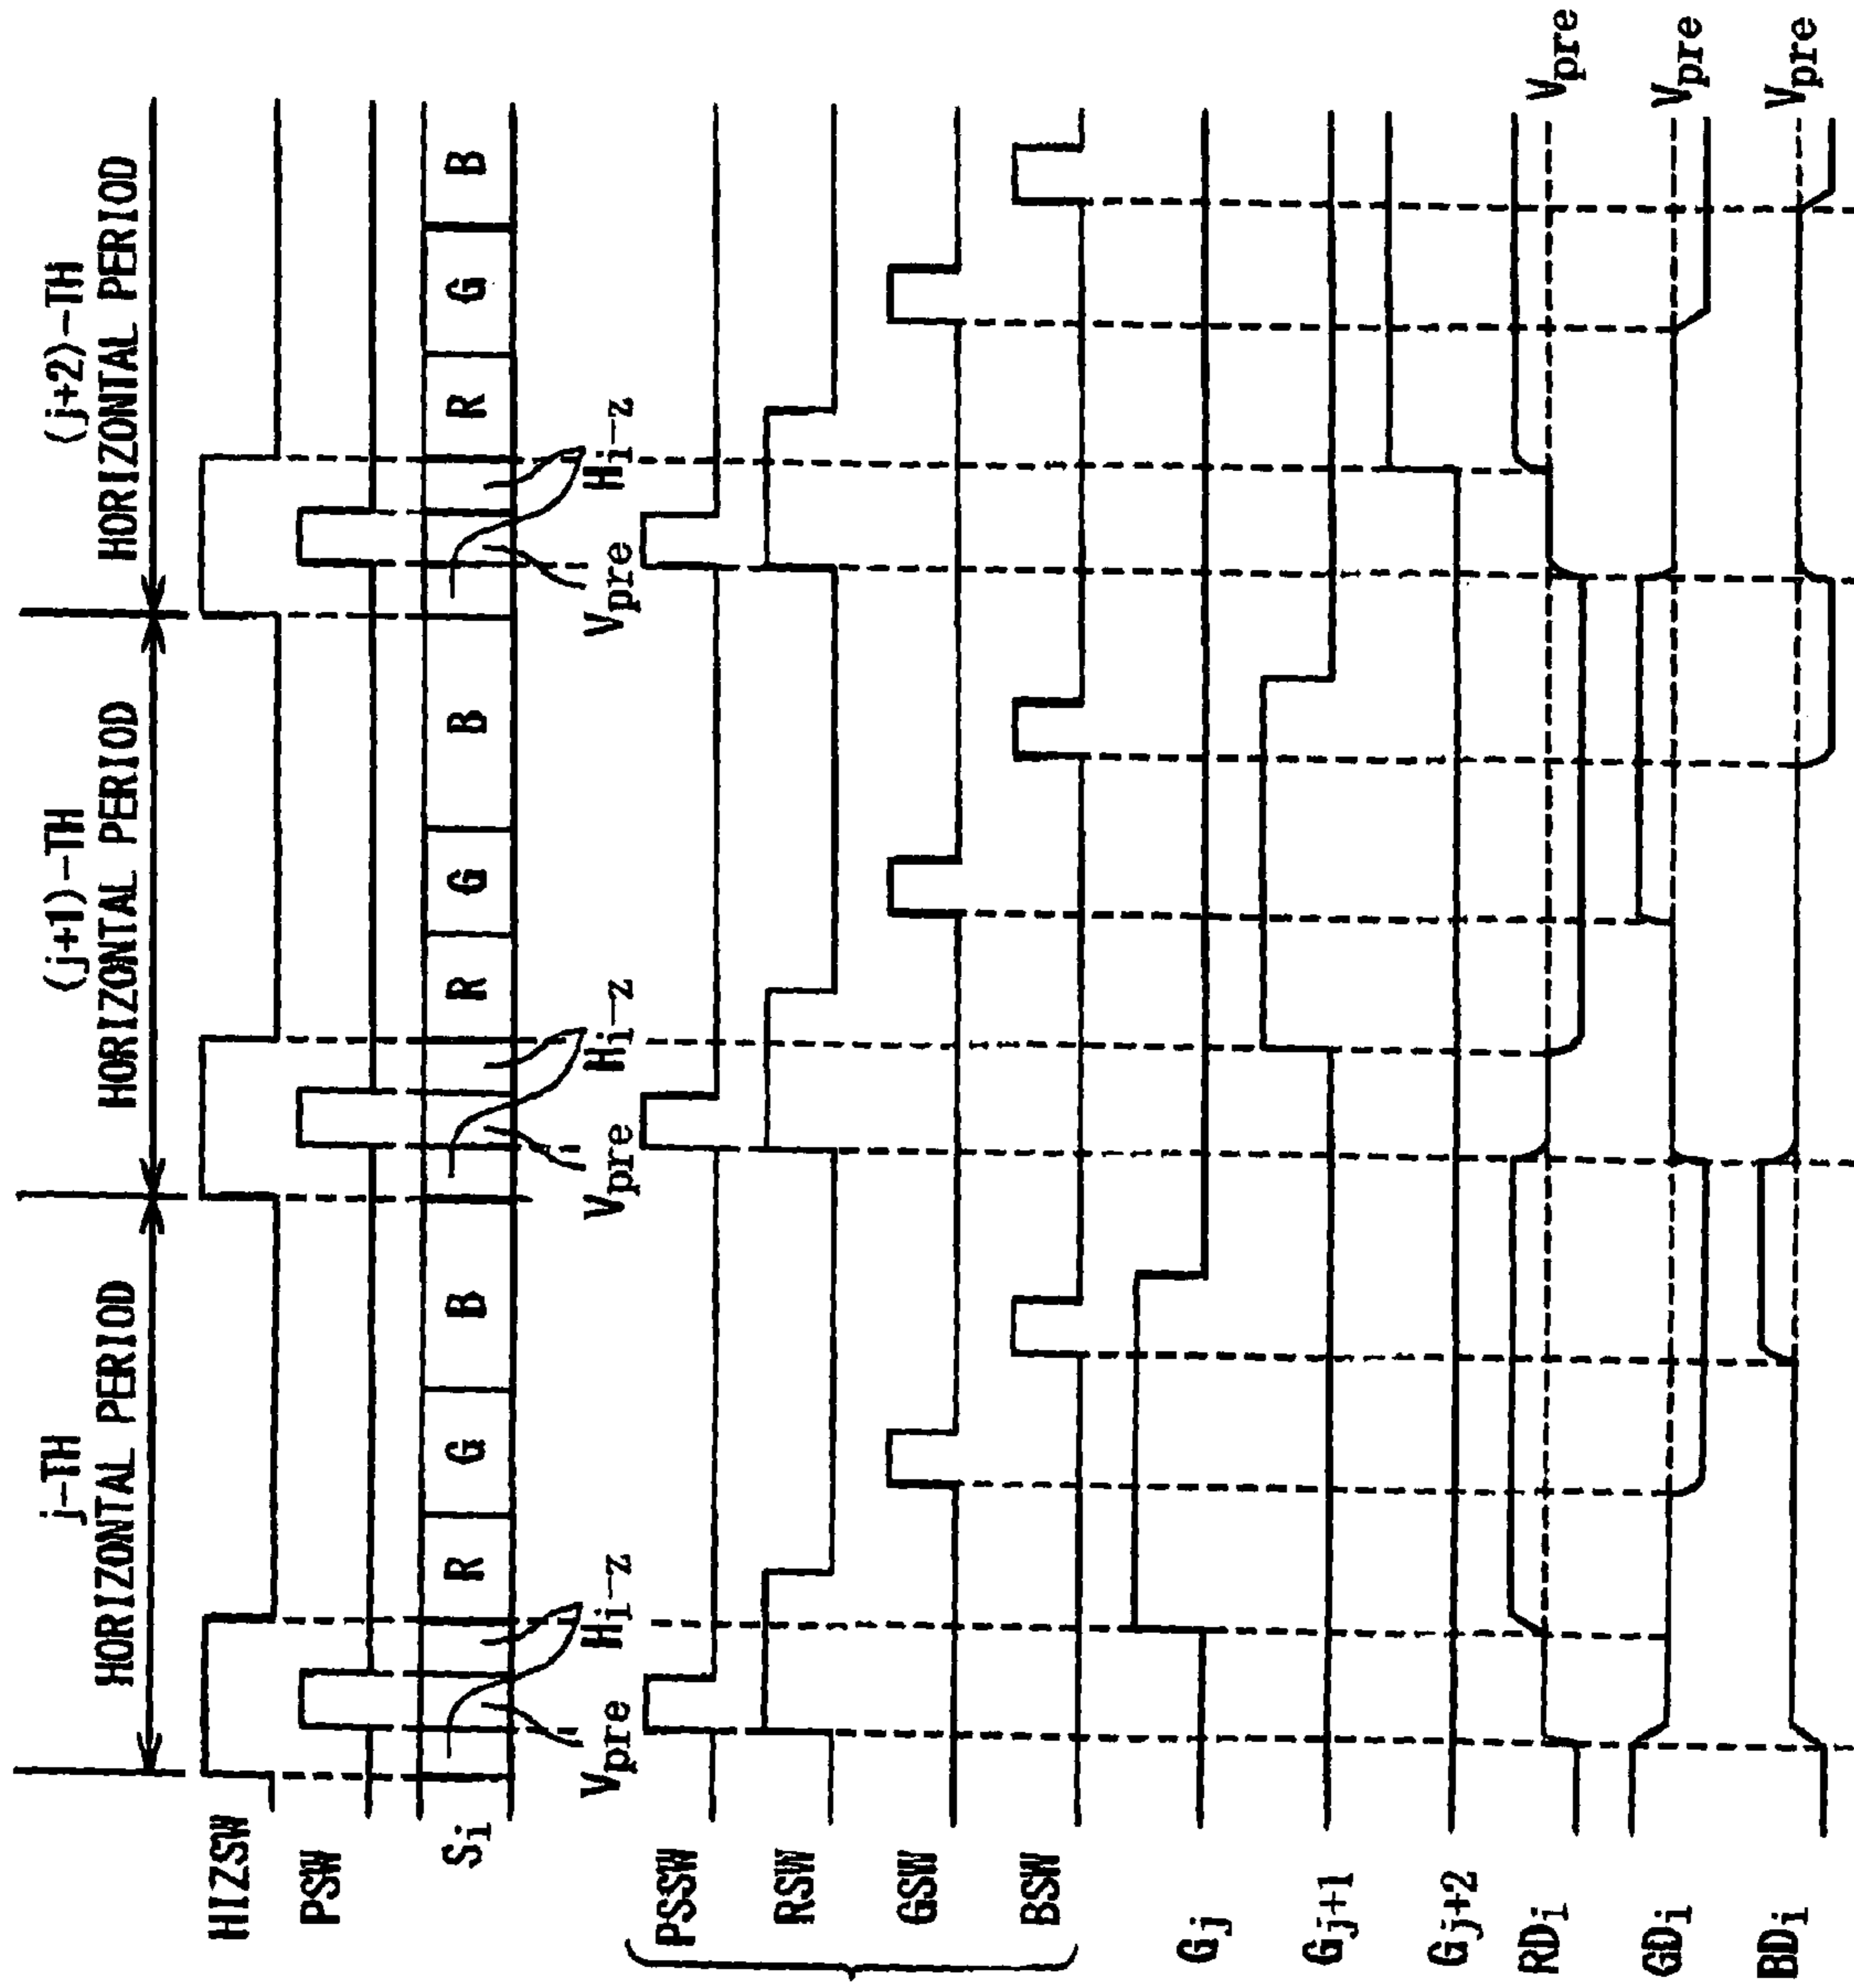 j-TH
HORIZONTAL PERIOD
(j+1)-TH
HORIZONTAL PERIOD
(j+2)-TH
HORIZONTAL PERIOD
HIZSW
PSW
Si
R
G
B
R
G
B
R
G
B
Vpre
Hi-z
Vpre
Hi-z
Vpre
Hi-z
PSSW
RSW
GSW
BSW
Gj
Gj+1
Gj+2
RDi
Vpre
GDi
Vpre
BDi
Vpre